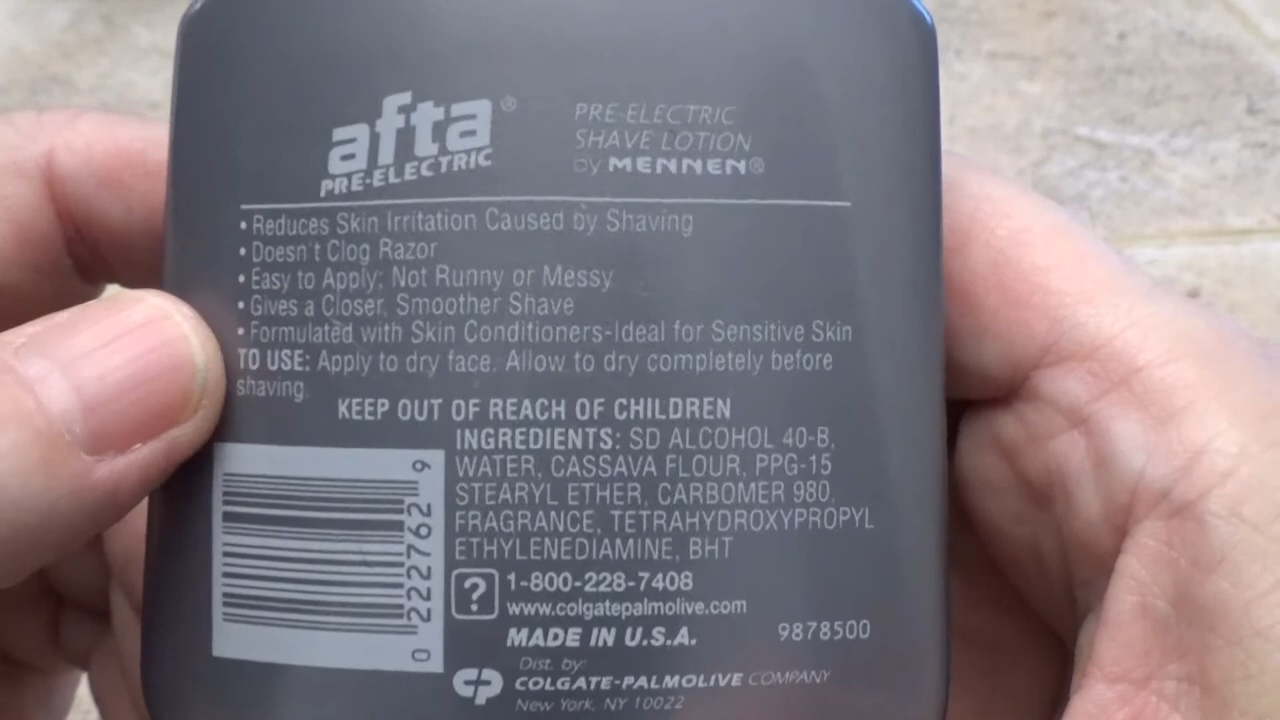 afta®
PRE-ELECTRIC
PRE-ELECTRIC
SHAVE LOTION
by MENNEN®
• Reduces Skin Irritation Caused by Shaving
• Doesn't Clog Razor
• Easy to Apply; Not Runny or Messy
• Gives a Closer, Smoother Shave
• Formulated with Skin Conditioners-Ideal for Sensitive Skin
TO USE: Apply to dry face. Allow to dry completely before
shaving.
KEEP OUT OF REACH OF CHILDREN
INGREDIENTS: SD ALCOHOL 40-B,
WATER, CASSAVA FLOUR, PPG-15
STEARYL ETHER, CARBOMER 980,
FRAGRANCE, TETRAHYDROXYPROPYL
ETHYLENEDIAMINE, BHT
0 22277629 9
? 1-800-228-7408
www.colgatepalmolive.com
MADE IN U.S.A.
9878500
Dist. by:
CP COLGATE-PALMOLIVE COMPANY
New York, NY 10022